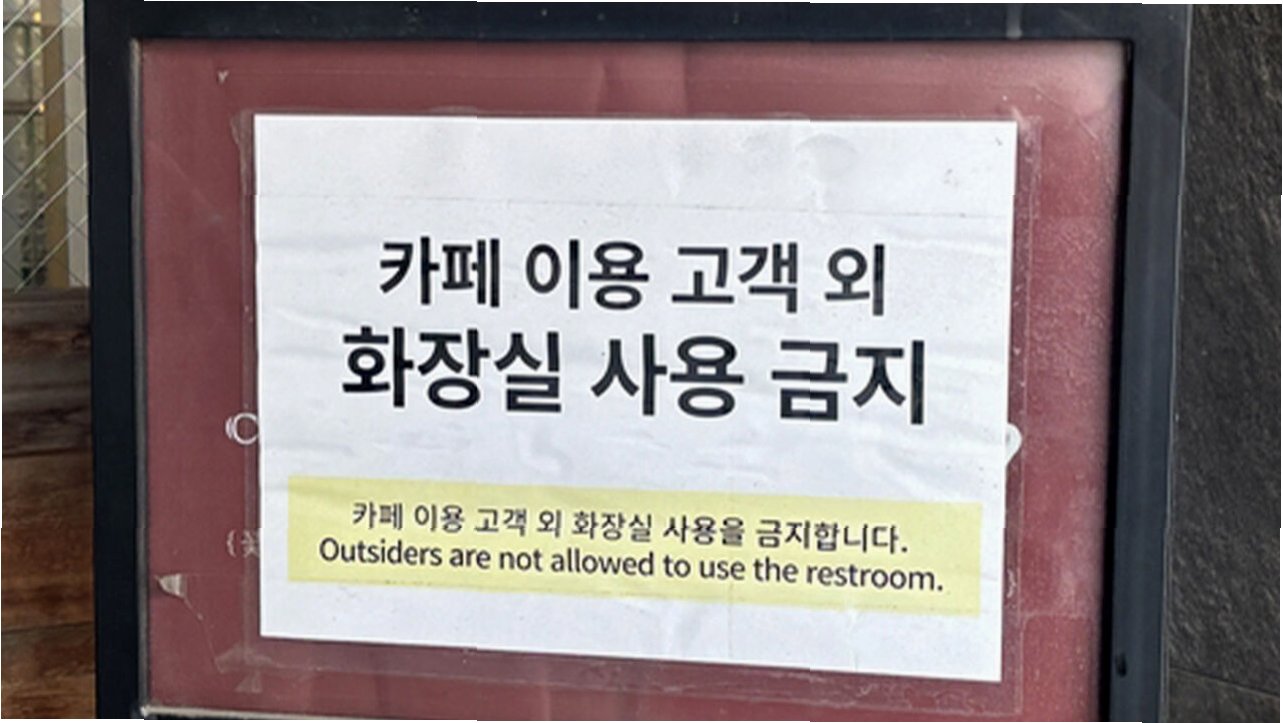 카페 이용 고객 외
화장실 사용 금지
카페 이용 고객 외 화장실 사용을 금지합니다.
Outsiders are not allowed to use the restroom.